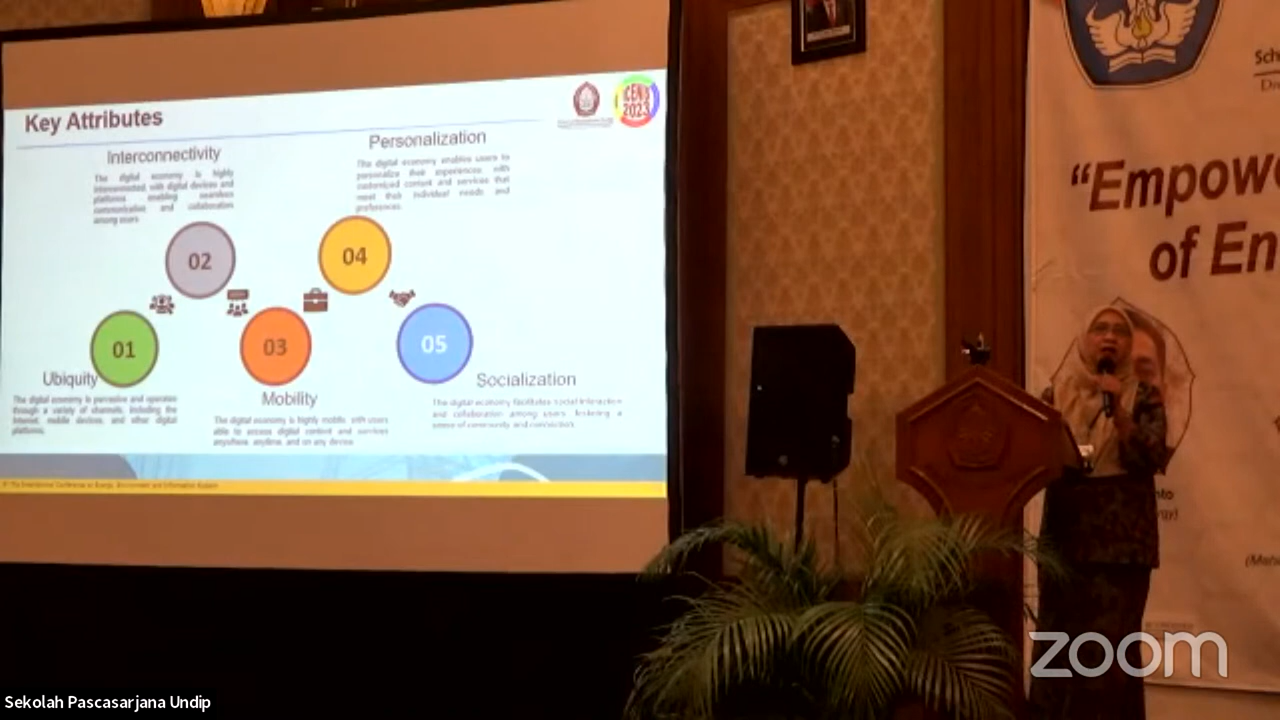 Key Attributes
ICENIS
2023
Interconnectivity
The digital economy is highly
interconnected, with digital devices and
platforms enabling seamless
communication and collaboration
among users.
Personalization
The digital economy enables users to
personalize their experiences with
customized content and services that
meet their individual needs and
preferences.
02
04
01
03
05
Ubiquity
The digital economy is pervasive and operates
through a variety of channels, including the
Internet, mobile devices, and other digital
platforms.
Mobility
The digital economy is highly mobile, with users
able to access digital content and services
anywhere, anytime, and on any device.
Socialization
The digital economy facilitates social interaction
and collaboration among users, fostering a
sense of community and connection.
"Empowe
of En
zoom
Sekolah Pascasarjana Undip